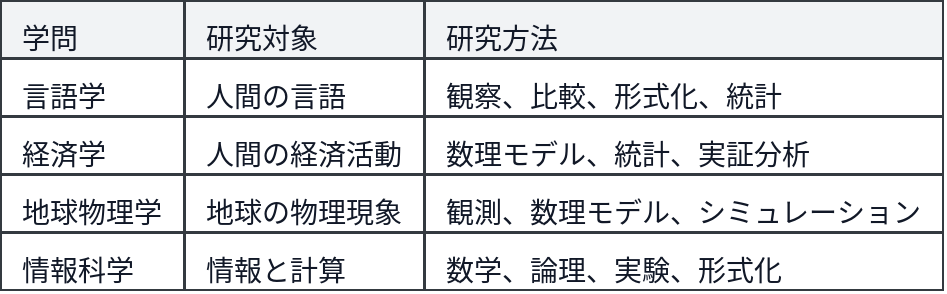 学問 研究対象 研究方法
言語学 人間の言語 観察、比較、形式化、統計
経済学 人間の経済活動 数理モデル、統計、実証分析
地球物理学 地球の物理現象 観測、数理モデル、シミュレーション
情報科学 情報と計算 数学、論理、実験、形式化